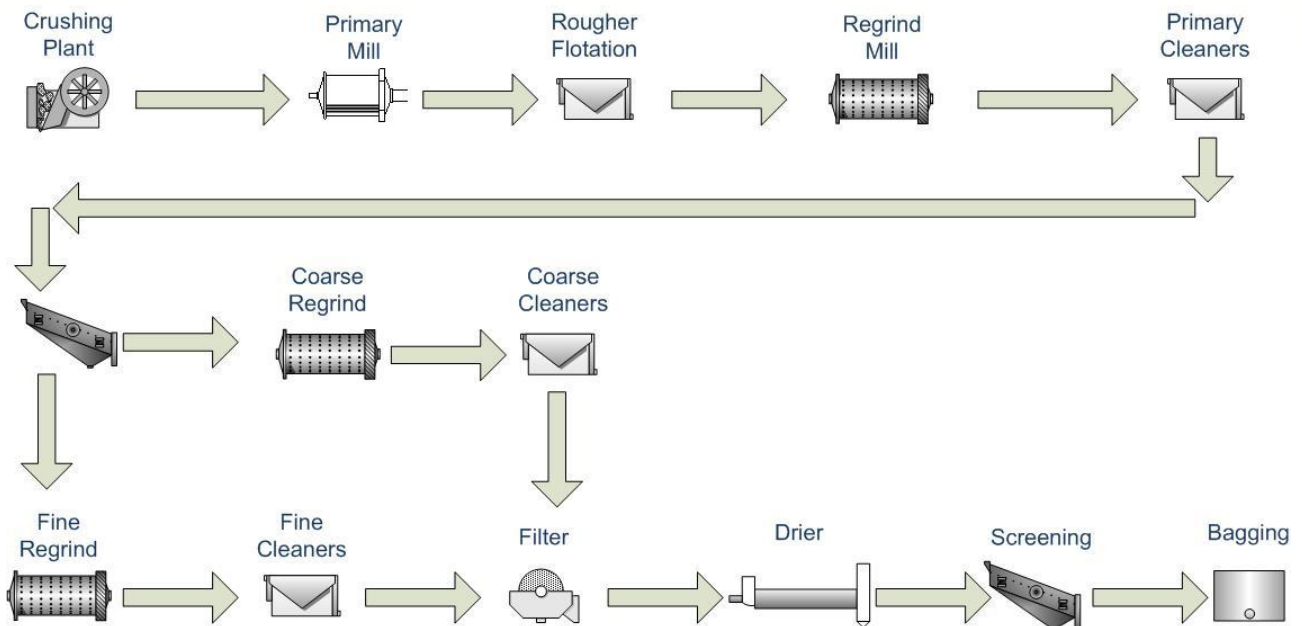 Crushing
Plant
Primary
Mill
Rougher
Flotation
Regrind
Mill
Primary
Cleaners
Coarse
Regrind
Coarse
Cleaners
Fine
Regrind
Fine
Cleaners
Filter
Drier
Screening
Bagging